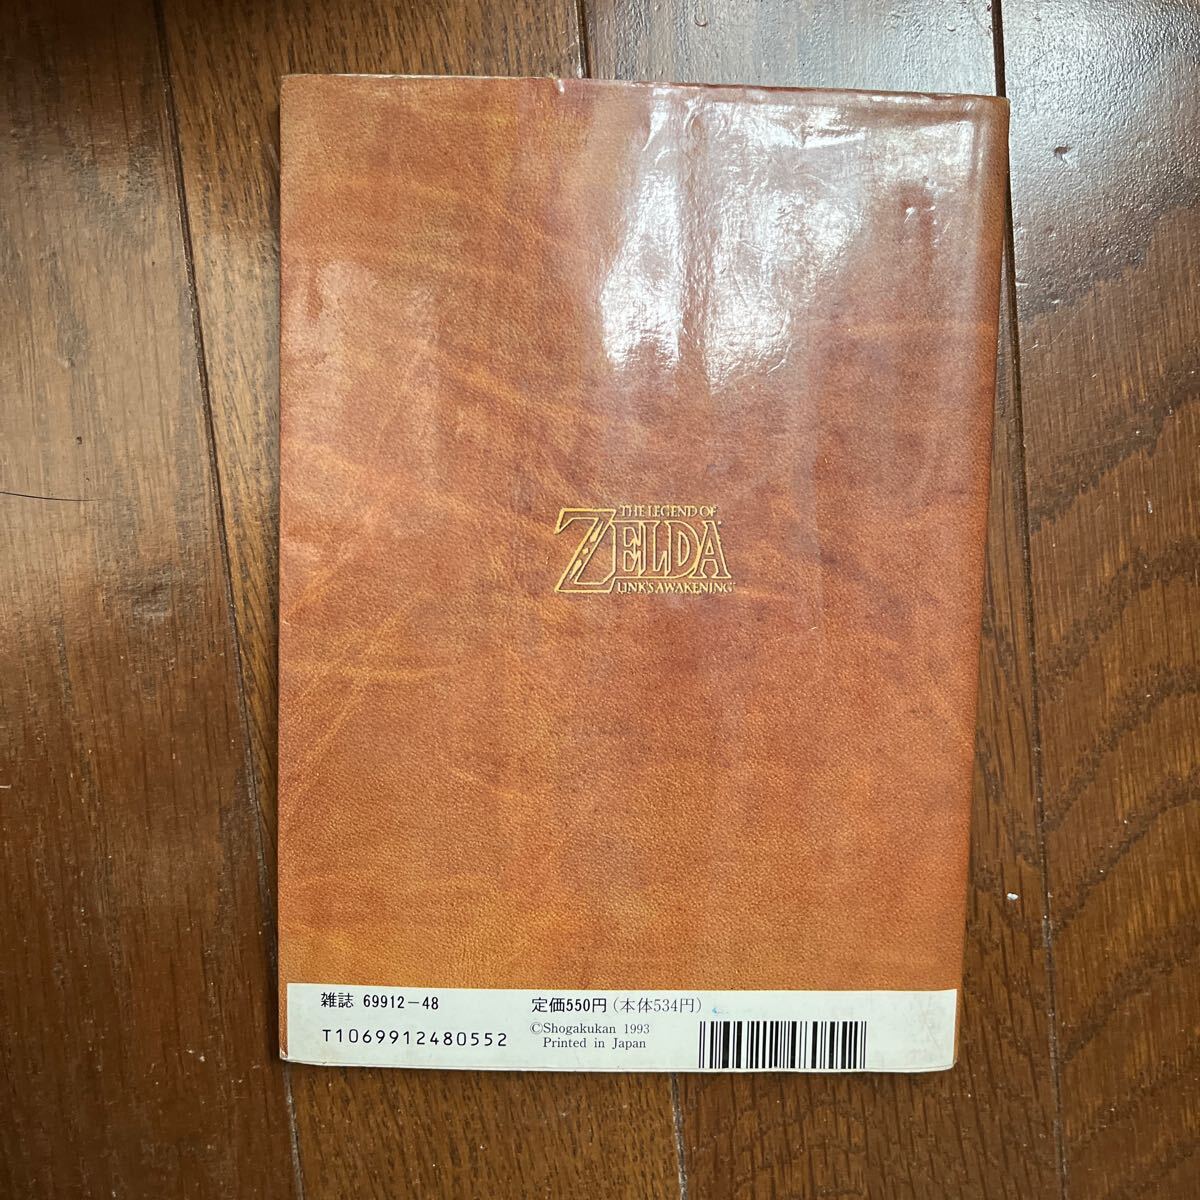 THE LEGEND OF
ZELDA
LINK'S AWAKENING
雑誌 69912-48
T1069912480552
定価550円(本体534円)
©Shogakukan 1993
Printed in Japan